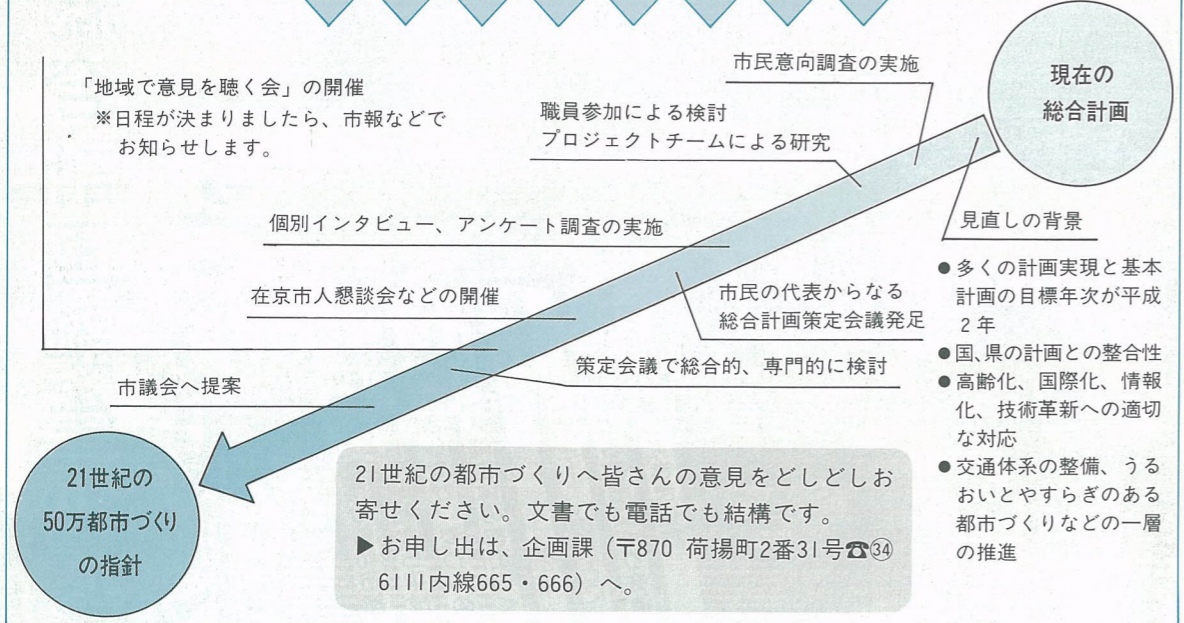 現在の
総合計画
見直しの背景
●多くの計画実現と基本
計画の目標年次が平成
2年
●国、県の計画との整合性
●高齢化、国際化、情報
化、技術革新への適切
な対応
●交通体系の整備、うる
おいとやすらぎのある
都市づくりなどの一層
の推進
市民意向調査の実施
職員参加による検討
プロジェクトチームによる研究
個別インタビュー、アンケート調査の実施
市民の代表からなる
総合計画策定会議発足
在京市人懇談会などの開催
「地域で意見を聴く会」の開催
※日程が決まりましたら、市報などで
お知らせします。
策定会議で総合的、専門的に検討
市議会へ提案
21世紀の
50万都市づくり
の指針
21世紀の都市づくりへ皆さんの意見をどしどしお
寄せください。文書でも電話でも結構です。
▶お申し出は、企画課(〒870 荷揚町2番31号☎㉞
6111内線665・666)へ。